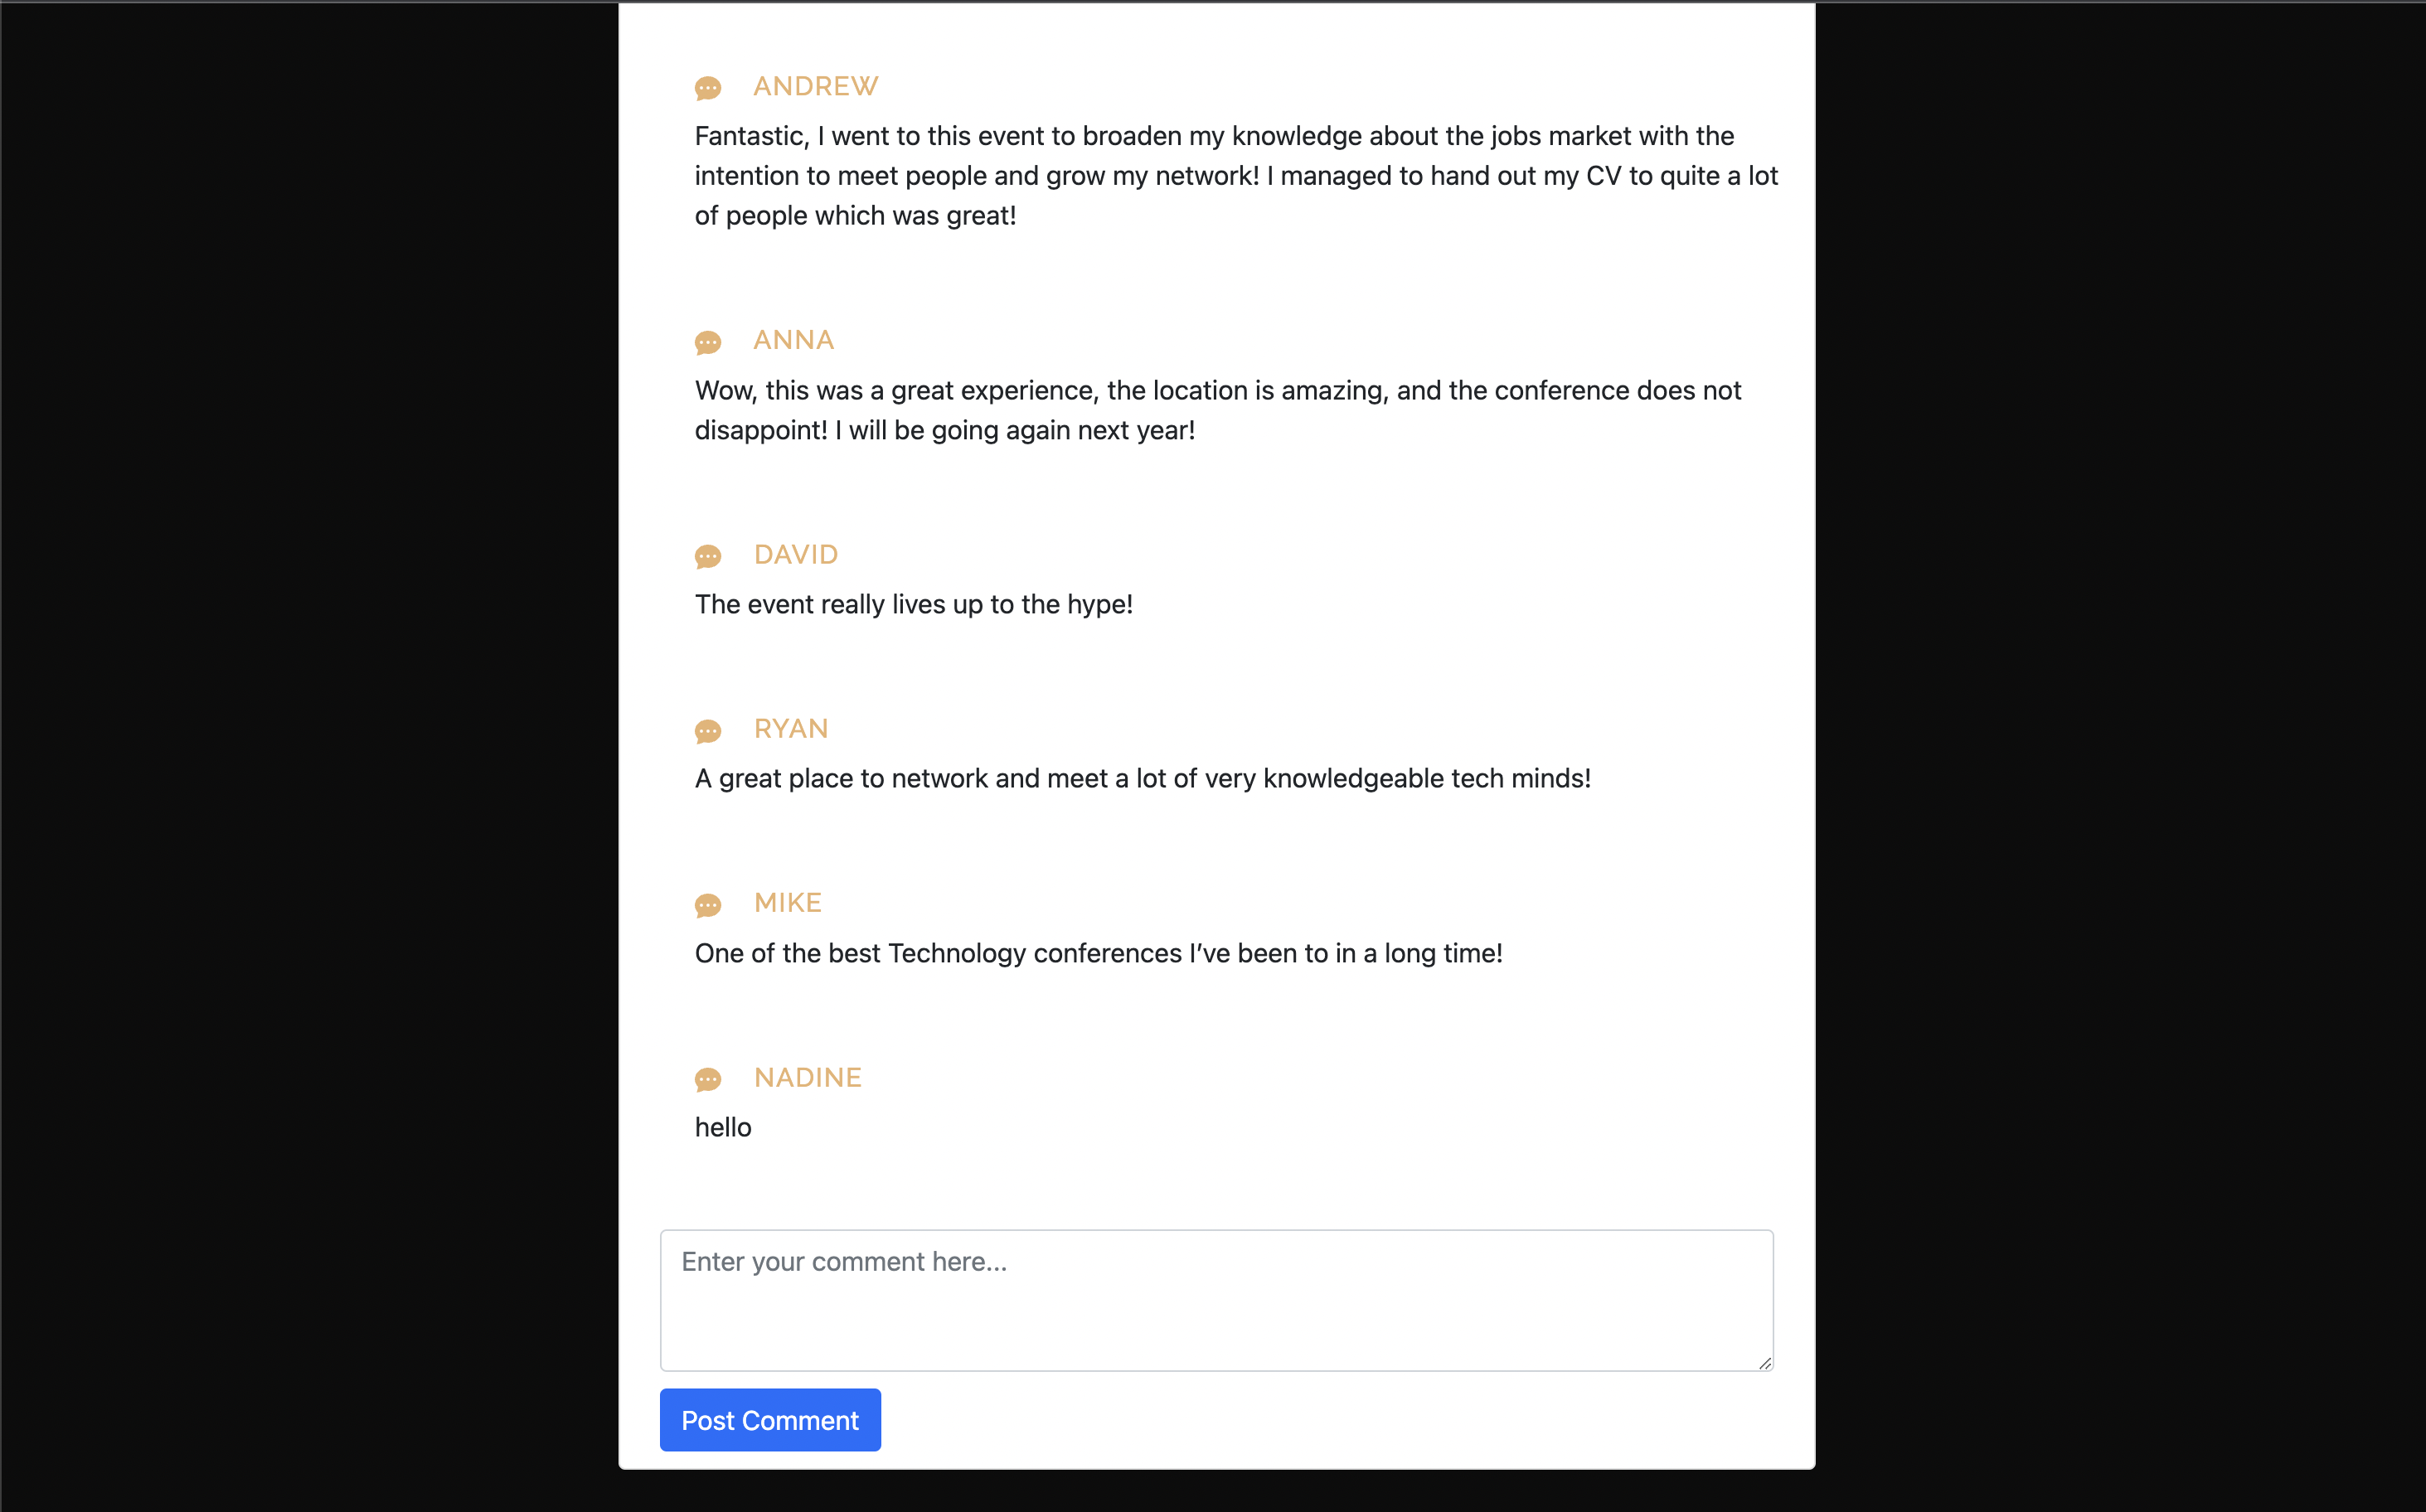 ANDREW
Fantastic, I went to this event to broaden my knowledge about the jobs market with the
intention to meet people and grow my network! I managed to hand out my CV to quite a lot
of people which was great!
ANNA
Wow, this was a great experience, the location is amazing, and the conference does not
disappoint! I will be going again next year!
DAVID
The event really lives up to the hype!
RYAN
A great place to network and meet a lot of very knowledgeable tech minds!
MIKE
One of the best Technology conferences I’ve been to in a long time!
NADINE
hello
Enter your comment here...
Post Comment